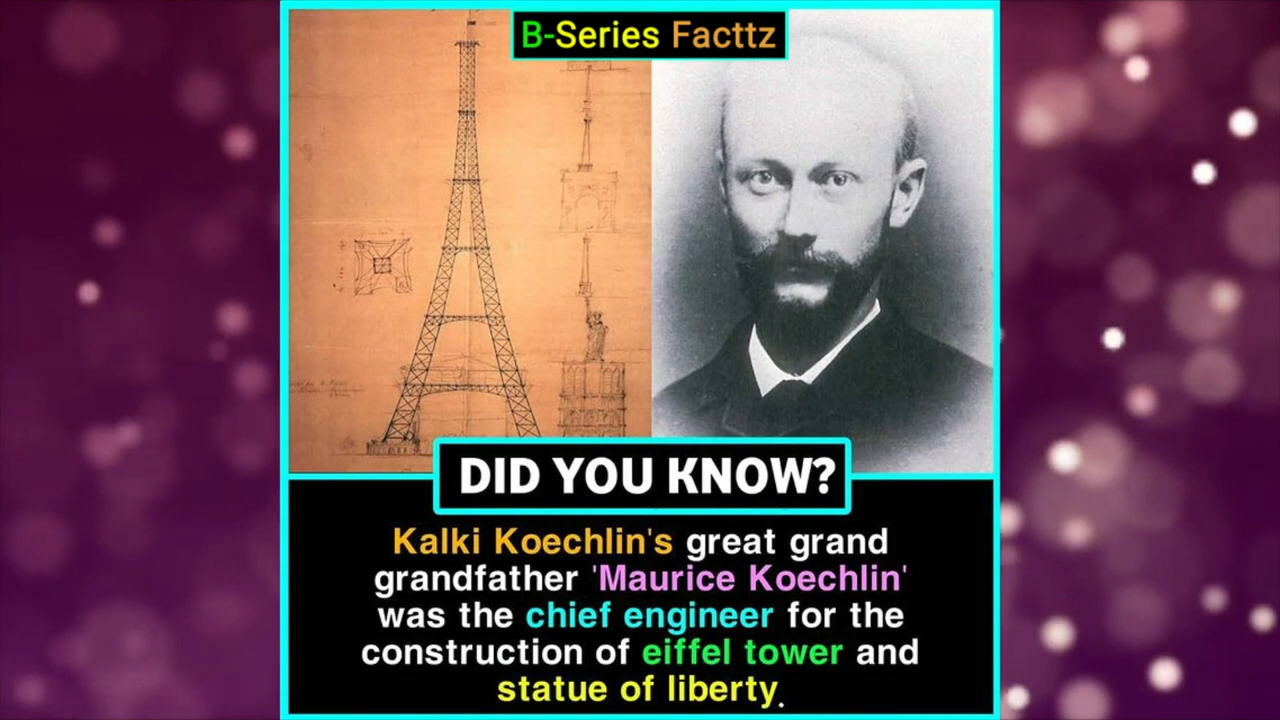 B-Series Facttz
DID YOU KNOW?
Kalki Koechlin's great grand
grandfather 'Maurice Koechlin'
was the chief engineer for the
construction of eiffel tower and
statue of liberty.